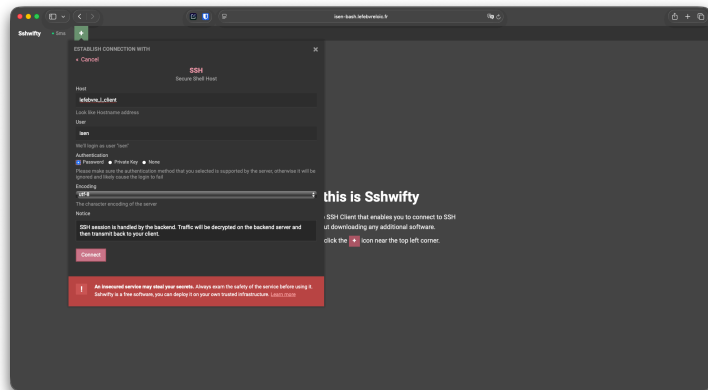 isen-bash.lefebvreloic.fr
Sshwifty
5ms
+
ESTABLISH CONNECTION WITH
Cancel
SSH
Secure Shell Host
Host
lefebvre_l_client
Look like Hostname address
User
isen
We'll login as user "isen"
Authentication
Password Private Key None
Please make sure the authentication method that you selected is supported by the server, otherwise it will be
ignored and likely cause the login to fail
Encoding
utf-8
The character encoding of the server
Notice
SSH session is handled by the backend. Traffic will be decrypted on the backend server and
then transmit back to your client.
Connect
! An insecured service may steal your secrets. Always exam the safety of the service before using it.
Sshwifty is a free software, you can deploy it on your own trusted infrastructure. Learn more
this is Sshwifty
SSH Client that enables you to connect to SSH
ut downloading any additional software.
click the + icon near the top left corner.